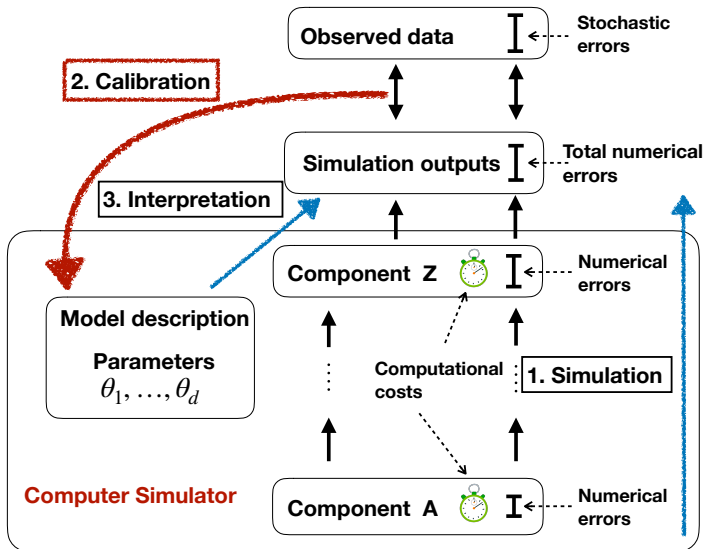 Observed data
Stochastic
errors
2. Calibration
Simulation outputs
Total numerical
errors
3. Interpretation
Component Z
Numerical
errors
Model description
Parameters
θ₁, …, θ_d
Computational
costs
1. Simulation
Computer Simulator
Component A
Numerical
errors